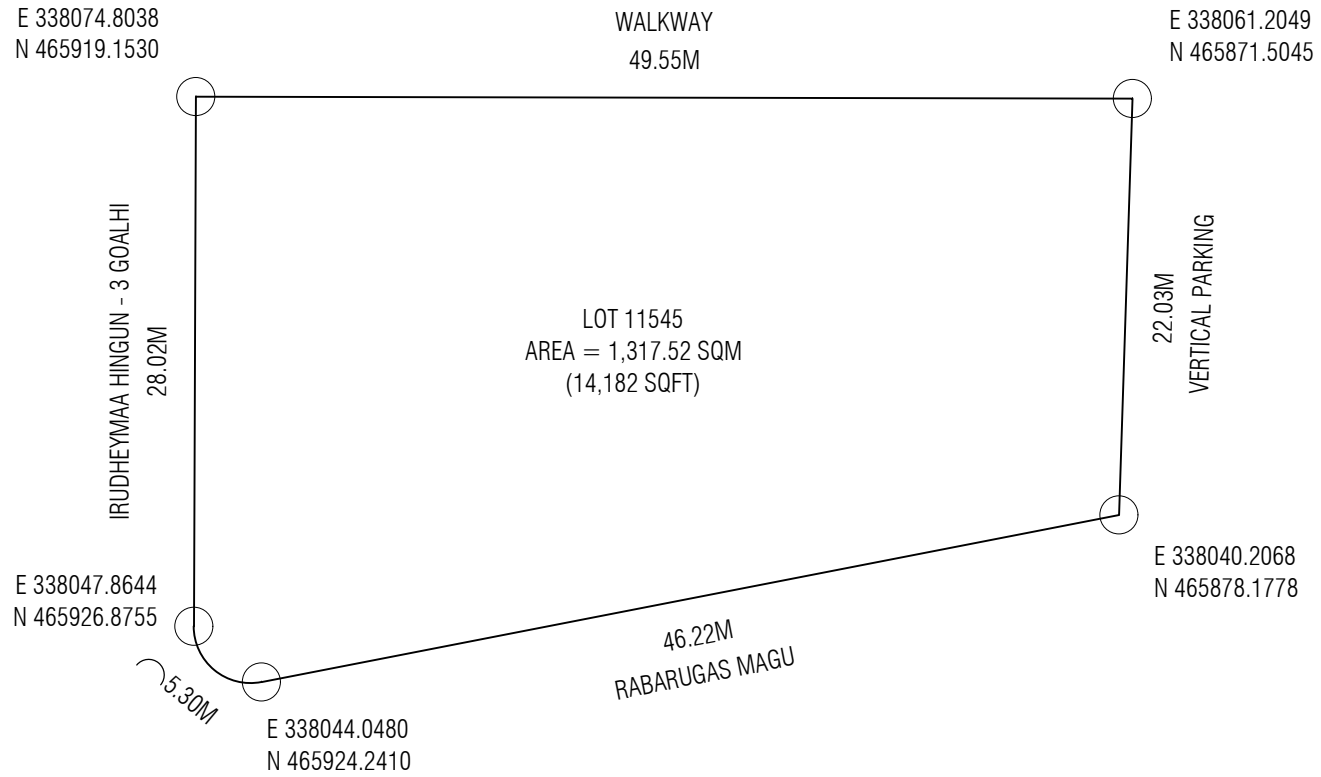 E 338074.8038
N 465919.1530
WALKWAY
49.55M
E 338061.2049
N 465871.5045
IRUDHEYMAA HINGUN - 3 GOALHI
28.02M
LOT 11545
AREA = 1,317.52 SQM
(14,182 SQFT)
22.03M
VERTICAL PARKING
E 338047.8644
N 465926.8755
5.30M
E 338044.0480
N 465924.2410
46.22M
RABARUGAS MAGU
E 338040.2068
N 465878.1778